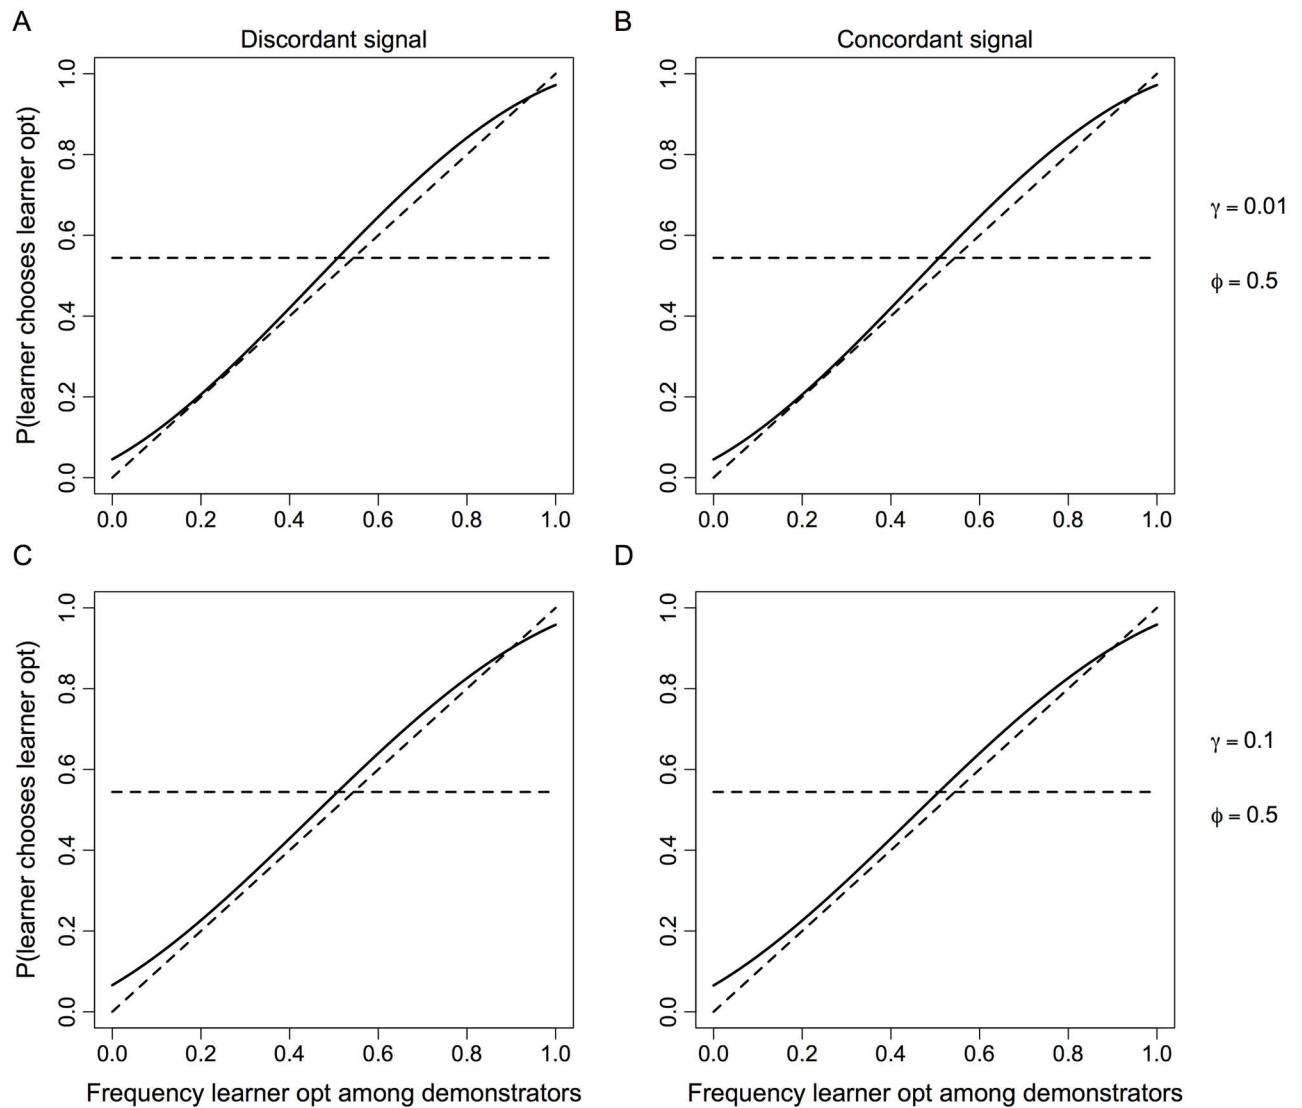 A
Discordant signal
B
Concordant signal
P(learner chooses learner opt)
1.0
0.8
0.6
0.4
0.2
0.0
0.0 0.2 0.4 0.6 0.8 1.0
1.0
0.8
0.6
0.4
0.2
0.0
0.0 0.2 0.4 0.6 0.8 1.0
γ = 0.01
ϕ = 0.5
C
D
P(learner chooses learner opt)
1.0
0.8
0.6
0.4
0.2
0.0
0.0 0.2 0.4 0.6 0.8 1.0
Frequency learner opt among demonstrators
1.0
0.8
0.6
0.4
0.2
0.0
0.0 0.2 0.4 0.6 0.8 1.0
Frequency learner opt among demonstrators
γ = 0.1
ϕ = 0.5